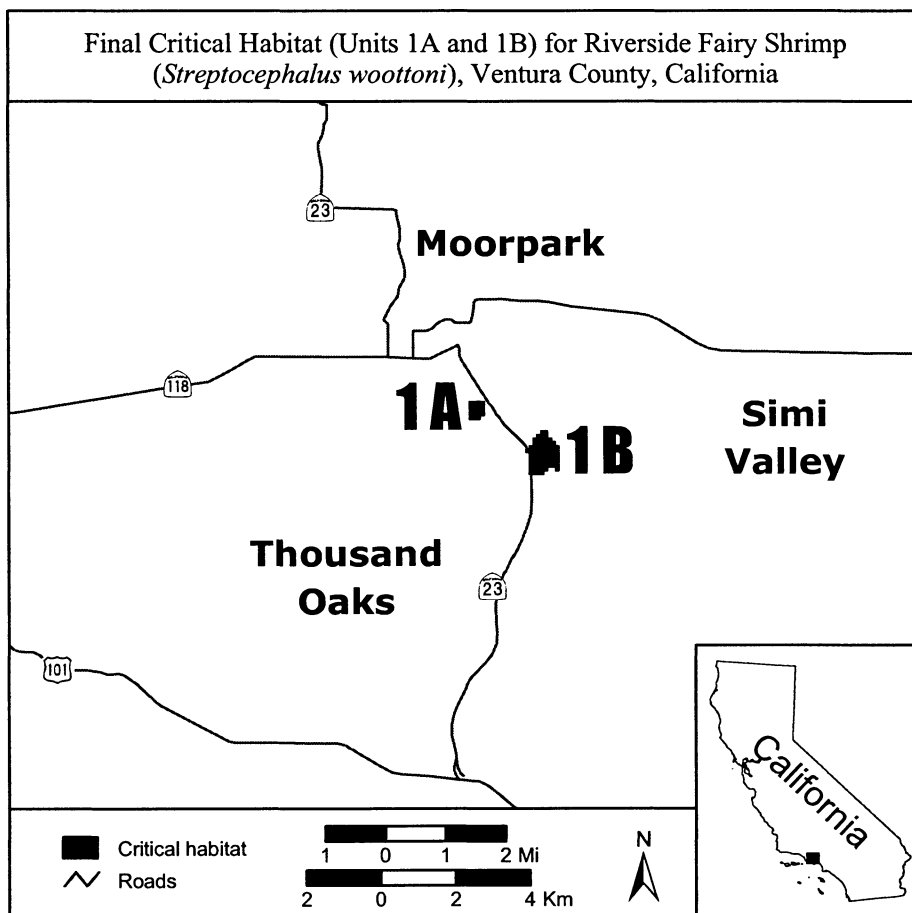 Final Critical Habitat (Units 1A and 1B) for Riverside Fairy Shrimp
(Streptocephalus woottoni), Ventura County, California
23
Moorpark
118
1A
1B
Simi
Valley
Thousand
Oaks
23
101
California
Critical habitat
Roads
1 0 1 2 Mi
2 0 2 4 Km
N